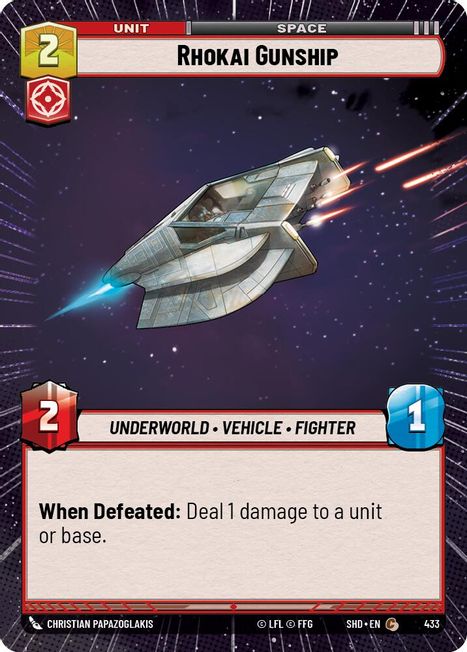 UNIT
SPACE
2
RHOKAI GUNSHIP
2
UNDERWORLD • VEHICLE • FIGHTER
1
When Defeated: Deal 1 damage to a unit
or base.
CHRISTIAN PAPAZOGLAKIS © LFL © FFG SHD • EN C 433